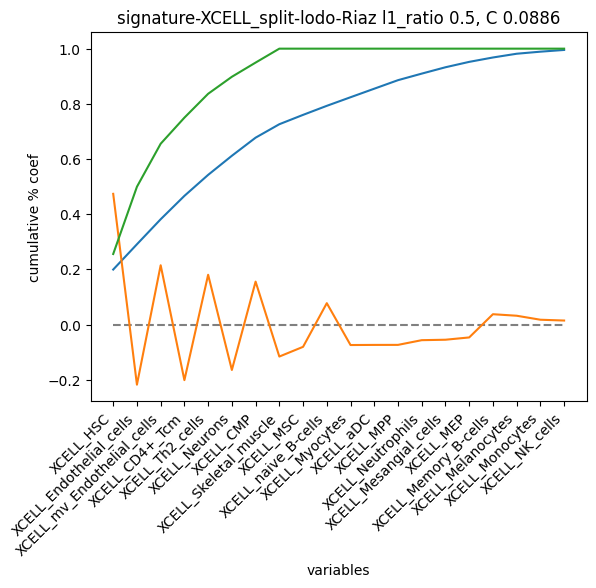 signature-XCELL_split-lodo-Riaz l1_ratio 0.5, C 0.0886
cumulative % coef
1.0
0.8
0.6
0.4
0.2
0.0
−0.2
XCELL_HSC
XCELL_Endothelial_cells
XCELL_mv_Endothelial_cells
XCELL_CD4+_Tcm
XCELL_Th2_cells
XCELL_Neurons
XCELL_CMP
XCELL_Skeletal_muscle
XCELL_MSC
XCELL_naive_B-cells
XCELL_Myocytes
XCELL_aDC
XCELL_MPP
XCELL_Neutrophils
XCELL_Mesangial_cells
XCELL_MEP
XCELL_Memory_B-cells
XCELL_Melanocytes
XCELL_Monocytes
XCELL_NK_cells
variables